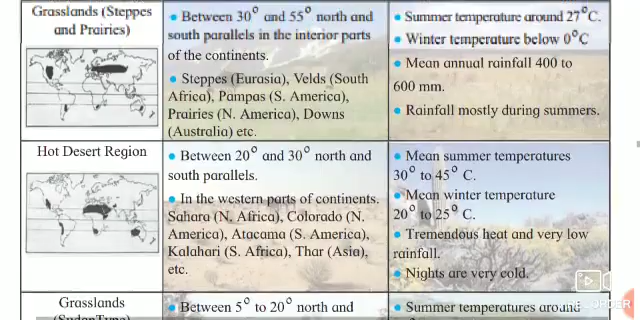 Grasslands (Steppes
and Prairies)
• Between 30° and 55° north and
south parallels in the interior parts
of the continents.
• Steppes (Eurasia), Velds (South
Africa), Pampas (S. America),
Prairies (N. America), Downs
(Australia) etc.
• Summer temperature around 27°C.
• Winter temperature below 0°C
• Mean annual rainfall 400 to
600 mm.
• Rainfall mostly during summers.
Hot Desert Region
• Between 20° and 30° north and
south parallels.
• In the western parts of continents.
Sahara (N. Africa), Colorado (N.
America), Atacama (S. America),
Kalahari (S. Africa), Thar (Asia),
etc.
• Mean summer temperatures
30° to 45° C.
• Mean winter temperature
20° to 25° C.
• Tremendous heat and very low
rainfall.
• Nights are very cold.
Grasslands
(SudanType)
• Between 5° to 20° north and
• Summer temperatures around
RECORDER